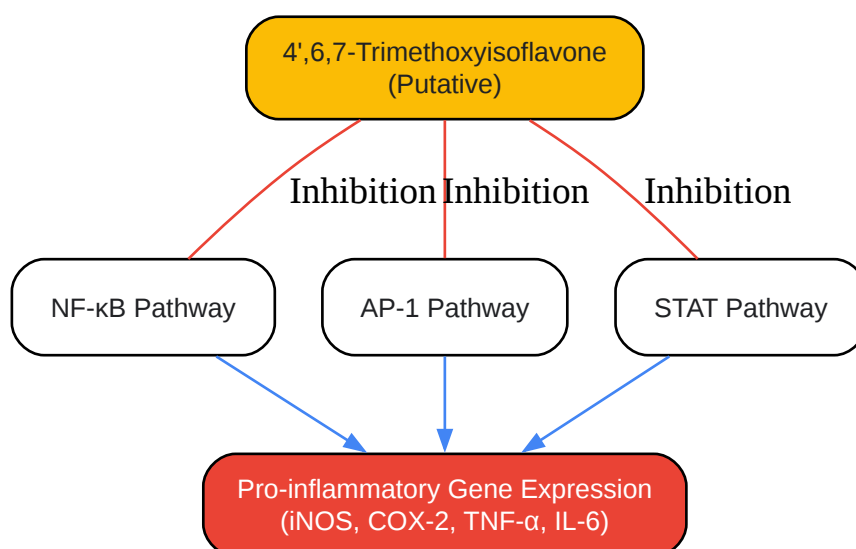 4',6,7-Trimethoxyisoflavone
(Putative)
Inhibition
Inhibition
Inhibition
NF-κB Pathway
AP-1 Pathway
STAT Pathway
Pro-inflammatory Gene Expression
(iNOS, COX-2, TNF-α, IL-6)